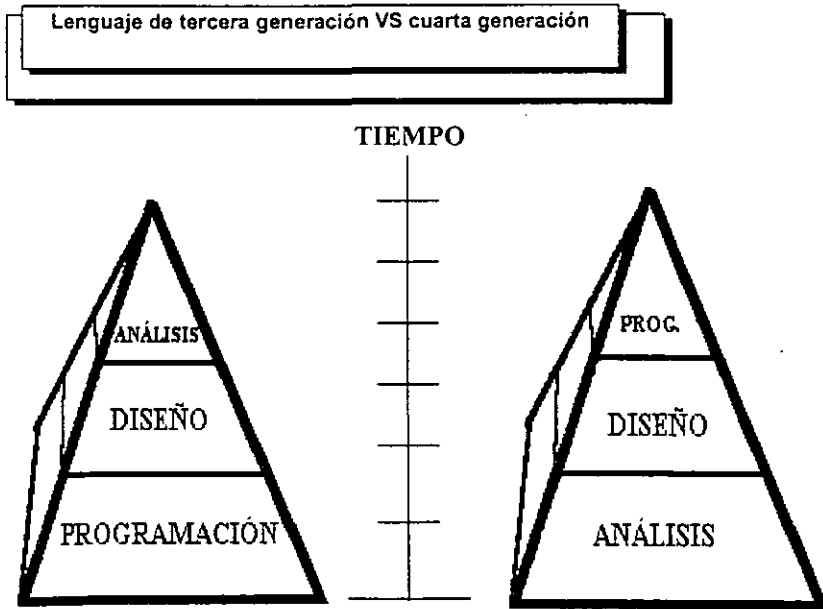 Lenguaje de tercera generación VS cuarta generación
TIEMPO
ANÁLISIS
DISEÑO
PROGRAMACIÓN
PROG.
DISEÑO
ANÁLISIS